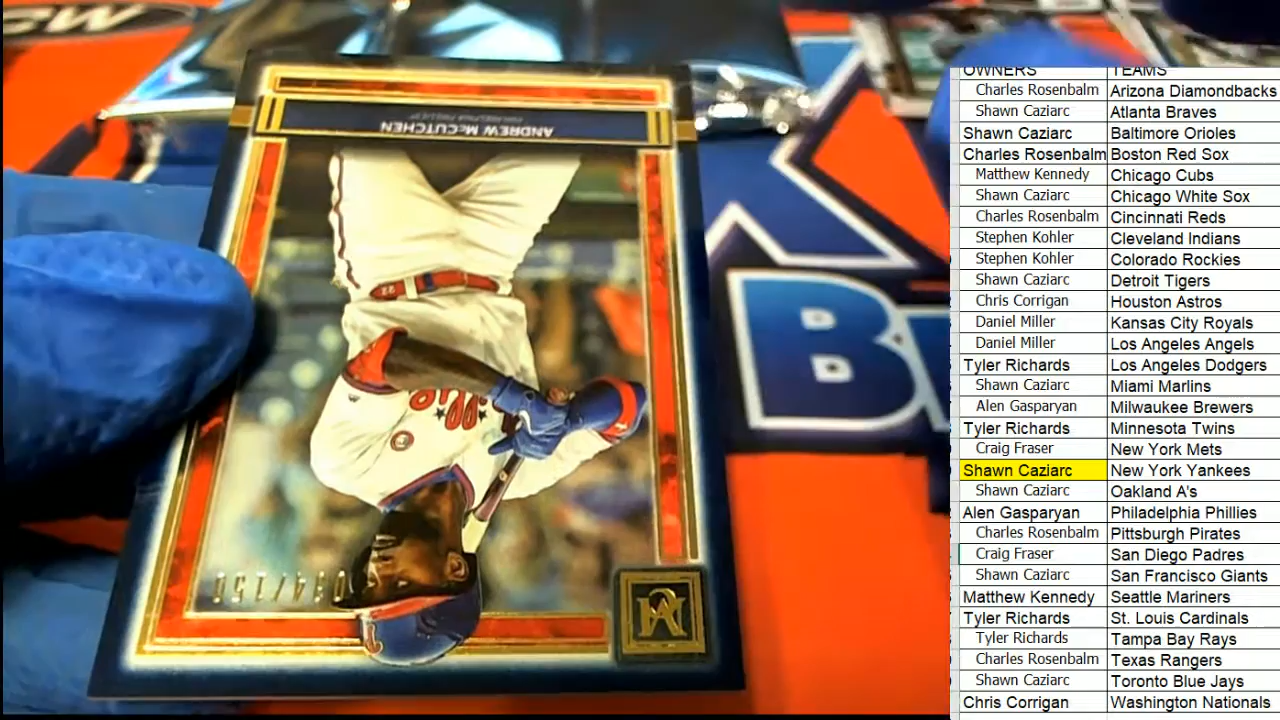 ANDREW McCUTCHEN
PHILADELPHIA PHILLIES
22
034/150
OWNERS TEAMS
Charles Rosenbalm Arizona Diamondbacks
Shawn Caziarc Atlanta Braves
Shawn Caziarc Baltimore Orioles
Charles Rosenbalm Boston Red Sox
Matthew Kennedy Chicago Cubs
Shawn Caziarc Chicago White Sox
Charles Rosenbalm Cincinnati Reds
Stephen Kohler Cleveland Indians
Stephen Kohler Colorado Rockies
Shawn Caziarc Detroit Tigers
Chris Corrigan Houston Astros
Daniel Miller Kansas City Royals
Daniel Miller Los Angeles Angels
Tyler Richards Los Angeles Dodgers
Shawn Caziarc Miami Marlins
Alen Gasparyan Milwaukee Brewers
Tyler Richards Minnesota Twins
Craig Fraser New York Mets
Shawn Caziarc New York Yankees
Shawn Caziarc Oakland A's
Alen Gasparyan Philadelphia Phillies
Charles Rosenbalm Pittsburgh Pirates
Craig Fraser San Diego Padres
Shawn Caziarc San Francisco Giants
Matthew Kennedy Seattle Mariners
Tyler Richards St. Louis Cardinals
Tyler Richards Tampa Bay Rays
Charles Rosenbalm Texas Rangers
Shawn Caziarc Toronto Blue Jays
Chris Corrigan Washington Nationals